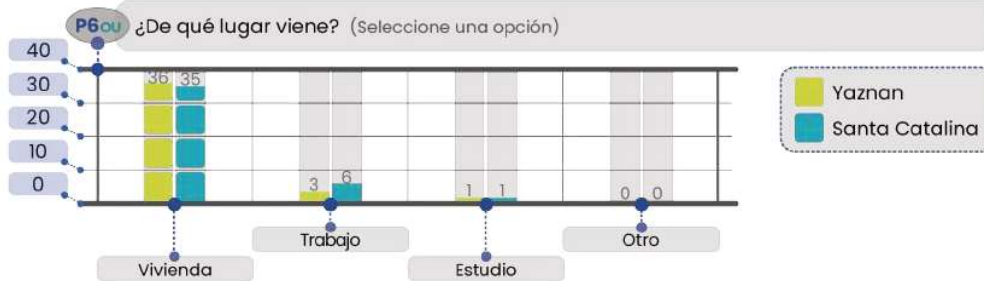 P6ou ¿De qué lugar viene? (Seleccione una opción)
40
30
20
10
0
36 35
3 6
1 1
0 0
Yaznan
Santa Catalina
Trabajo
Otro
Vivienda
Estudio